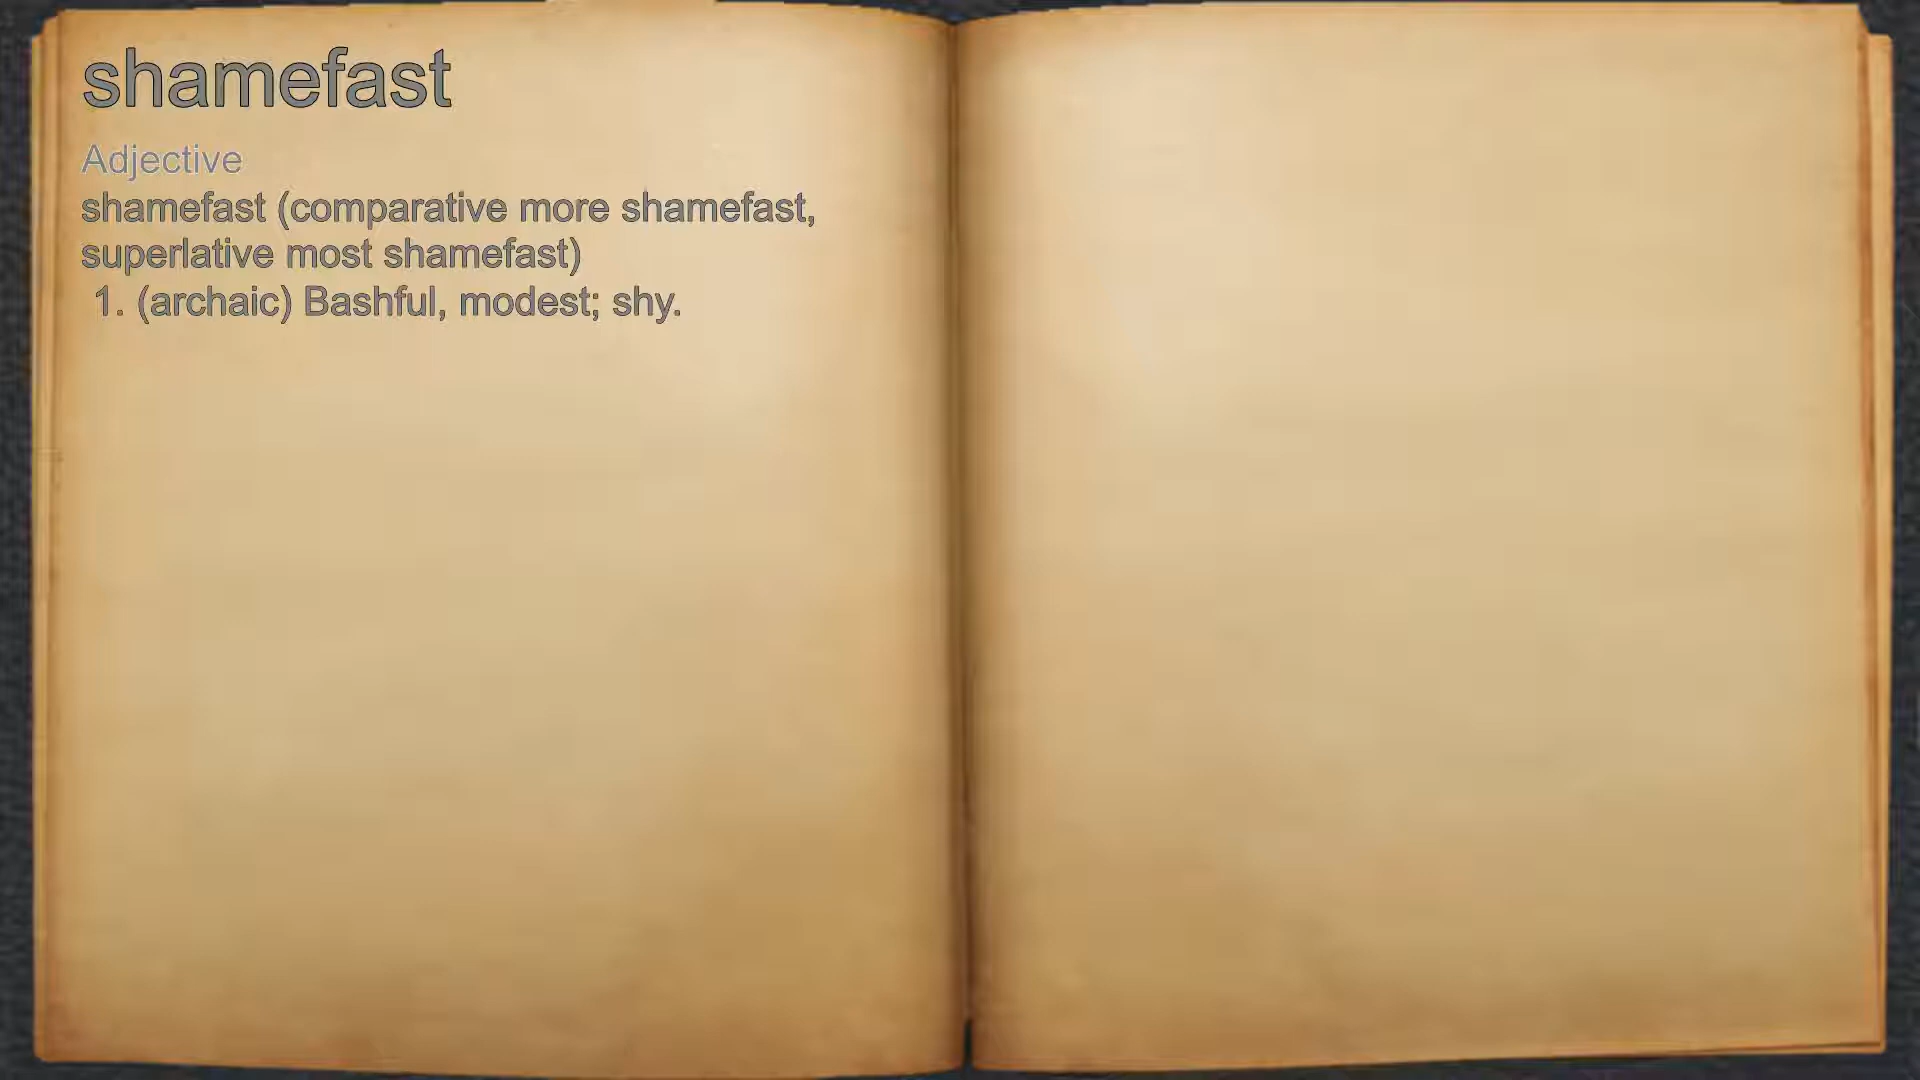 shamefast
Adjective
shamefast (comparative more shamefast,
superlative most shamefast)
1. (archaic) Bashful, modest; shy.